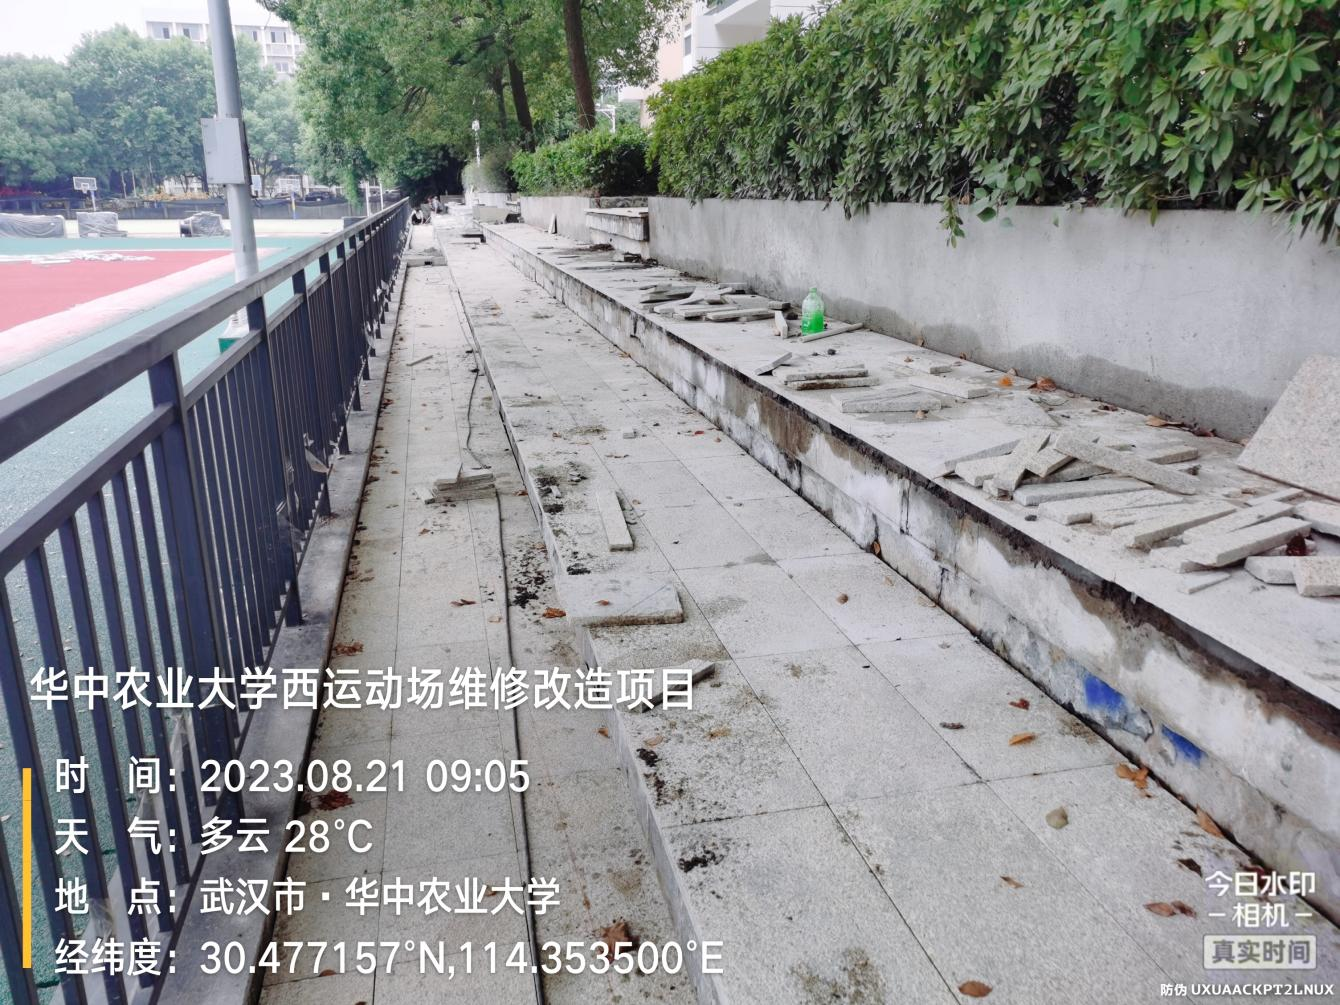 华中农业大学西运动场维修改造项目
时 间：2023.08.21 09:05
天 气：多云 28℃
地 点：武汉市·华中农业大学
经纬度：30.477157°N,114.353500°E
今日水印
-相机-
真实时间
防伪 UXUAACKPT2LNUX